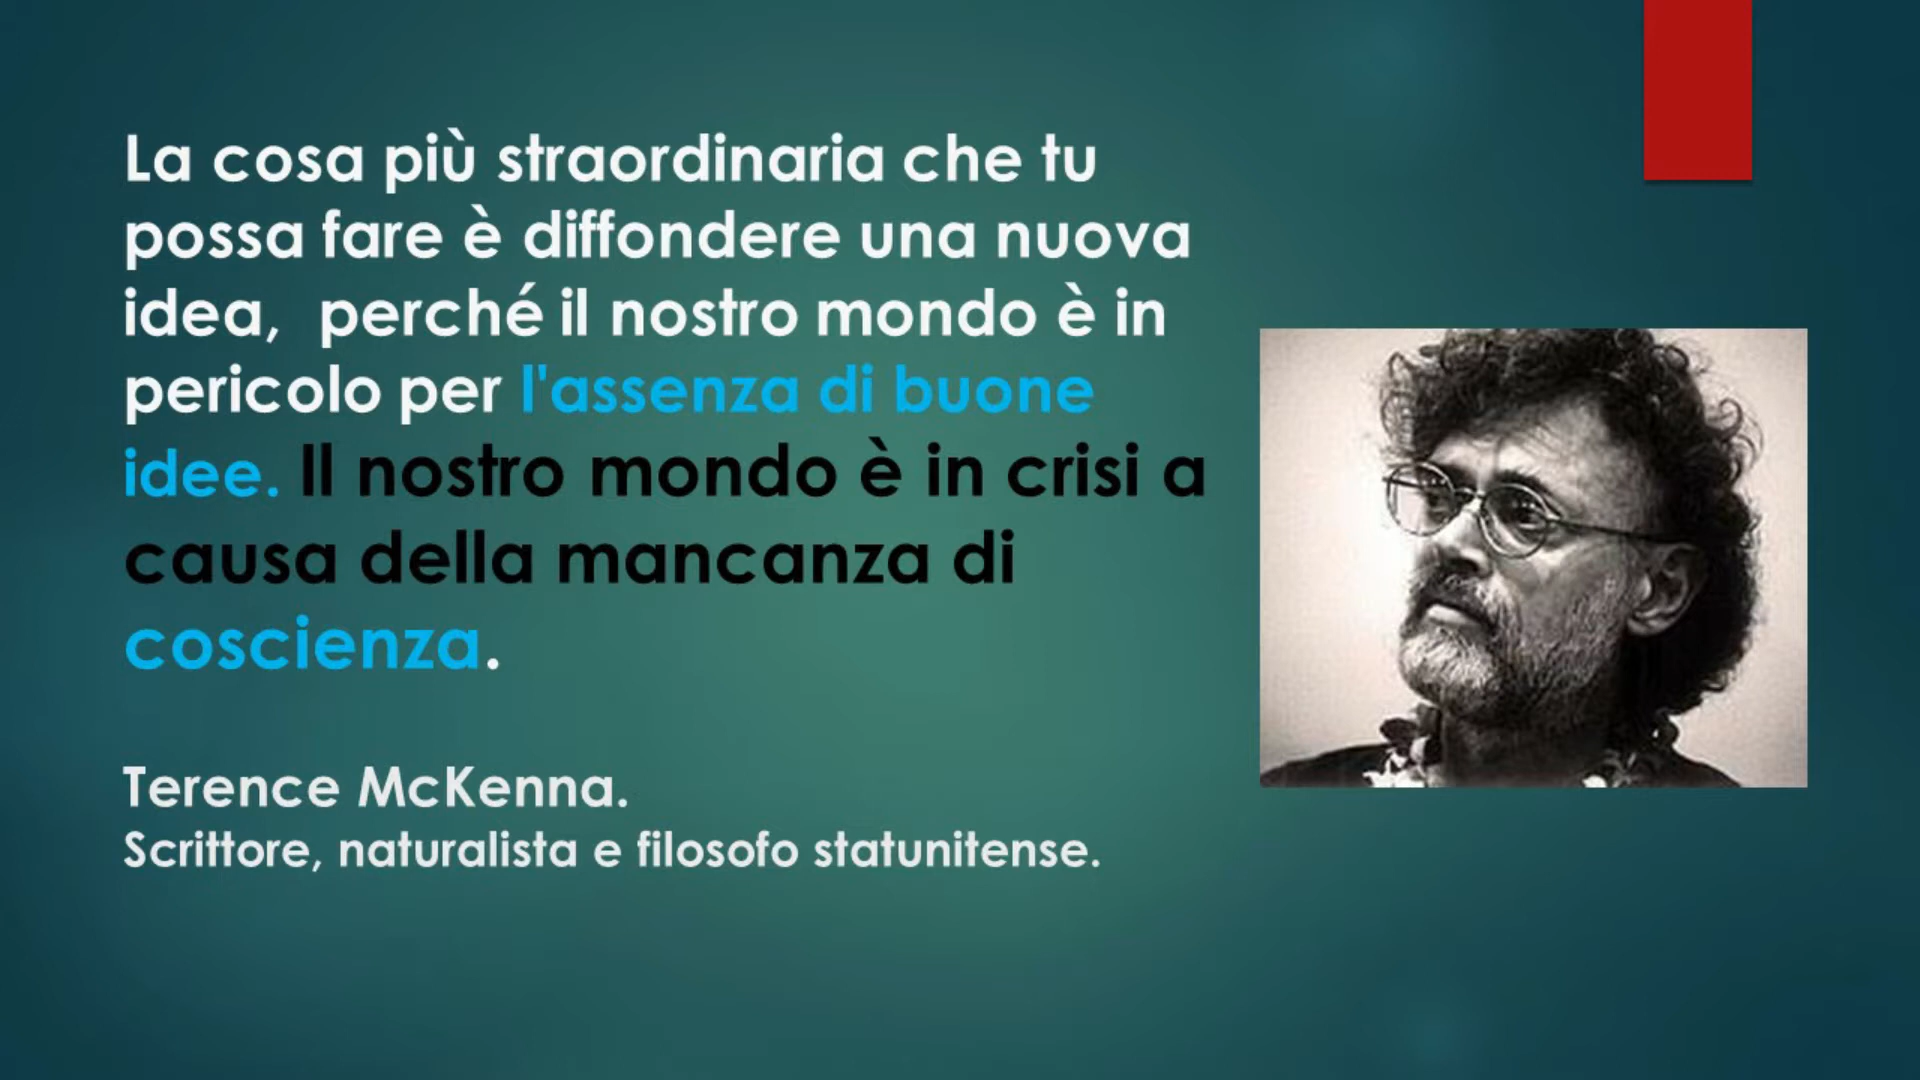 La cosa più straordinaria che tu
possa fare è diffondere una nuova
idea,  perché il nostro mondo è in
pericolo per l'assenza di buone
idee. Il nostro mondo è in crisi a
causa della mancanza di
coscienza.
Terence McKenna.
Scrittore, naturalista e filosofo statunitense.